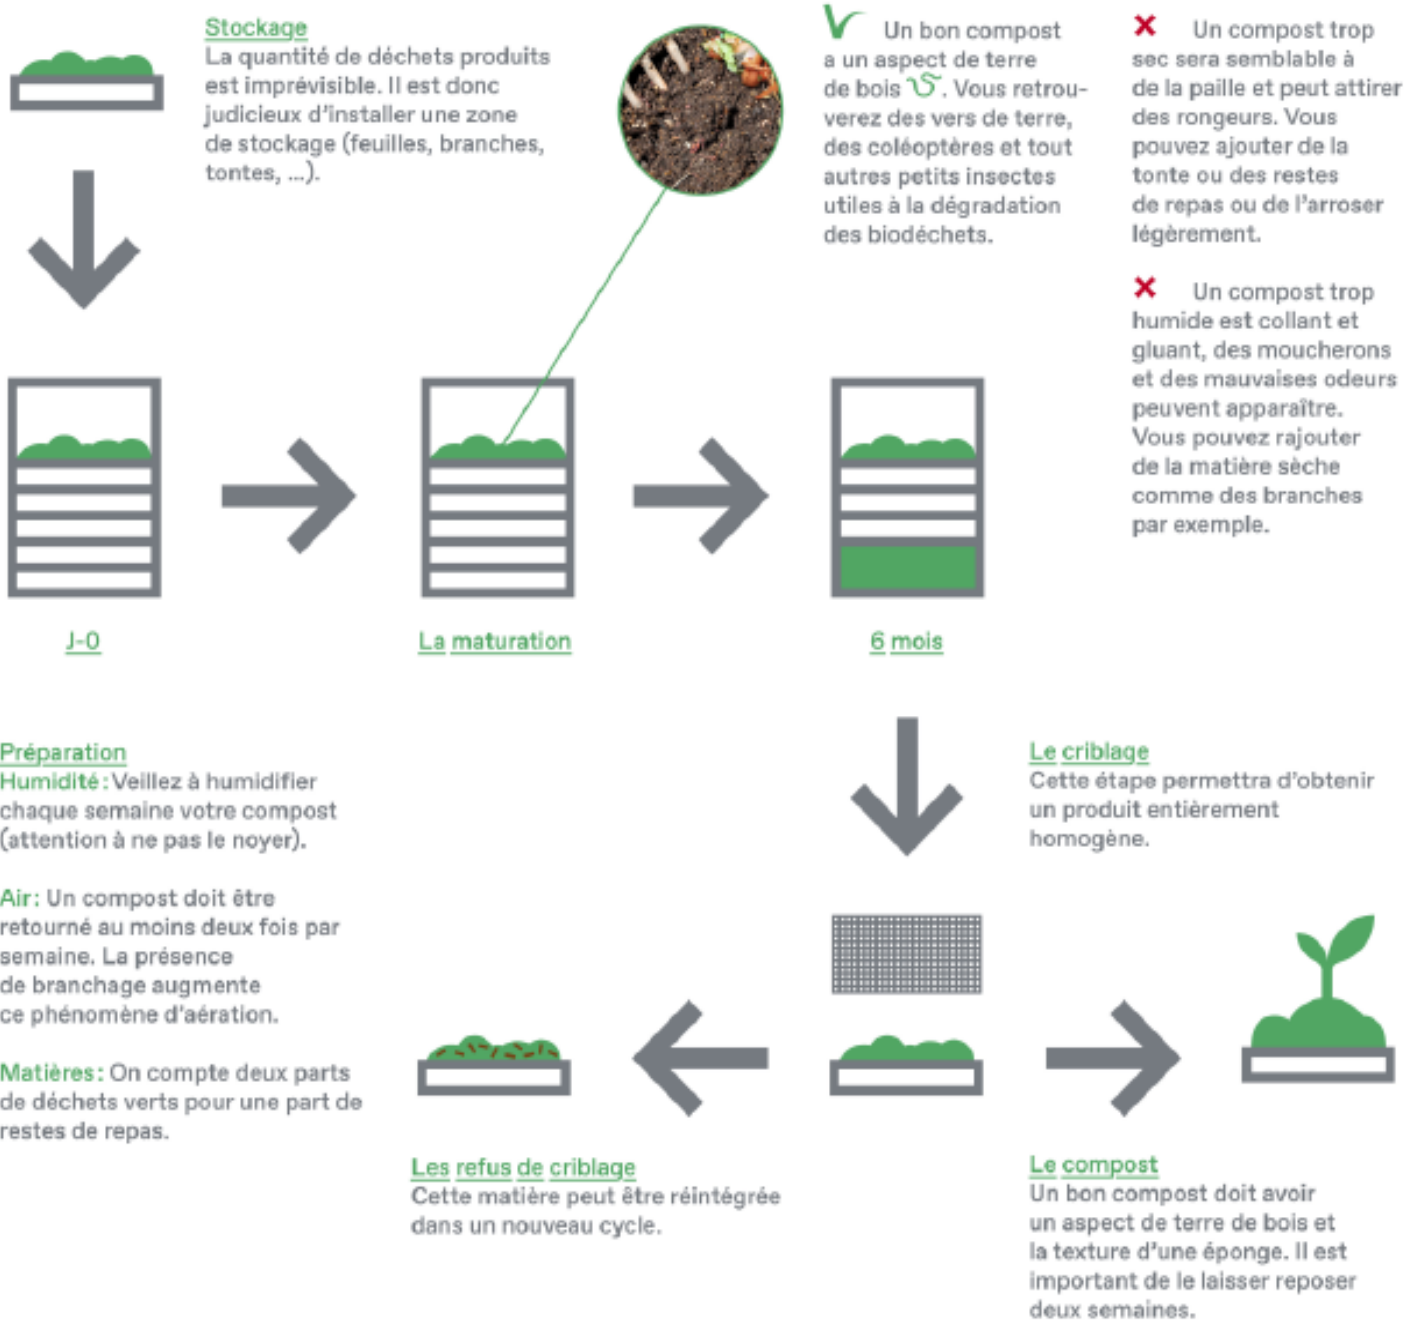 Stockage
La quantité de déchets produits
est imprévisible. Il est donc
judicieux d'installer une zone
de stockage (feuilles, branches,
tontes, ...).
Un bon compost
a un aspect de terre
de bois . Vous retrou-
verez des vers de terre,
des coléoptères et tout
autres petits insectes
utiles à la dégradation
des biodéchets.
Un compost trop
sec sera semblable à
de la paille et peut attirer
des rongeurs. Vous
pouvez ajouter de la
tonte ou des restes
de repas ou de l'arroser
légèrement.
Un compost trop
humide est collant et
gluant, des moucherons
et des mauvaises odeurs
peuvent apparaître.
Vous pouvez rajouter
de la matière sèche
comme des branches
par exemple.
J-0
La maturation
6 mois
Préparation
Humidité : Veillez à humidifier
chaque semaine votre compost
(attention à ne pas le noyer).
Air : Un compost doit être
retourné au moins deux fois par
semaine. La présence
de branchage augmente
ce phénomène d'aération.
Matières : On compte deux parts
de déchets verts pour une part de
restes de repas.
Le criblage
Cette étape permettra d'obtenir
un produit entièrement
homogène.
Les refus de criblage
Cette matière peut être réintégrée
dans un nouveau cycle.
Le compost
Un bon compost doit avoir
un aspect de terre de bois et
la texture d'une éponge. Il est
important de le laisser reposer
deux semaines.